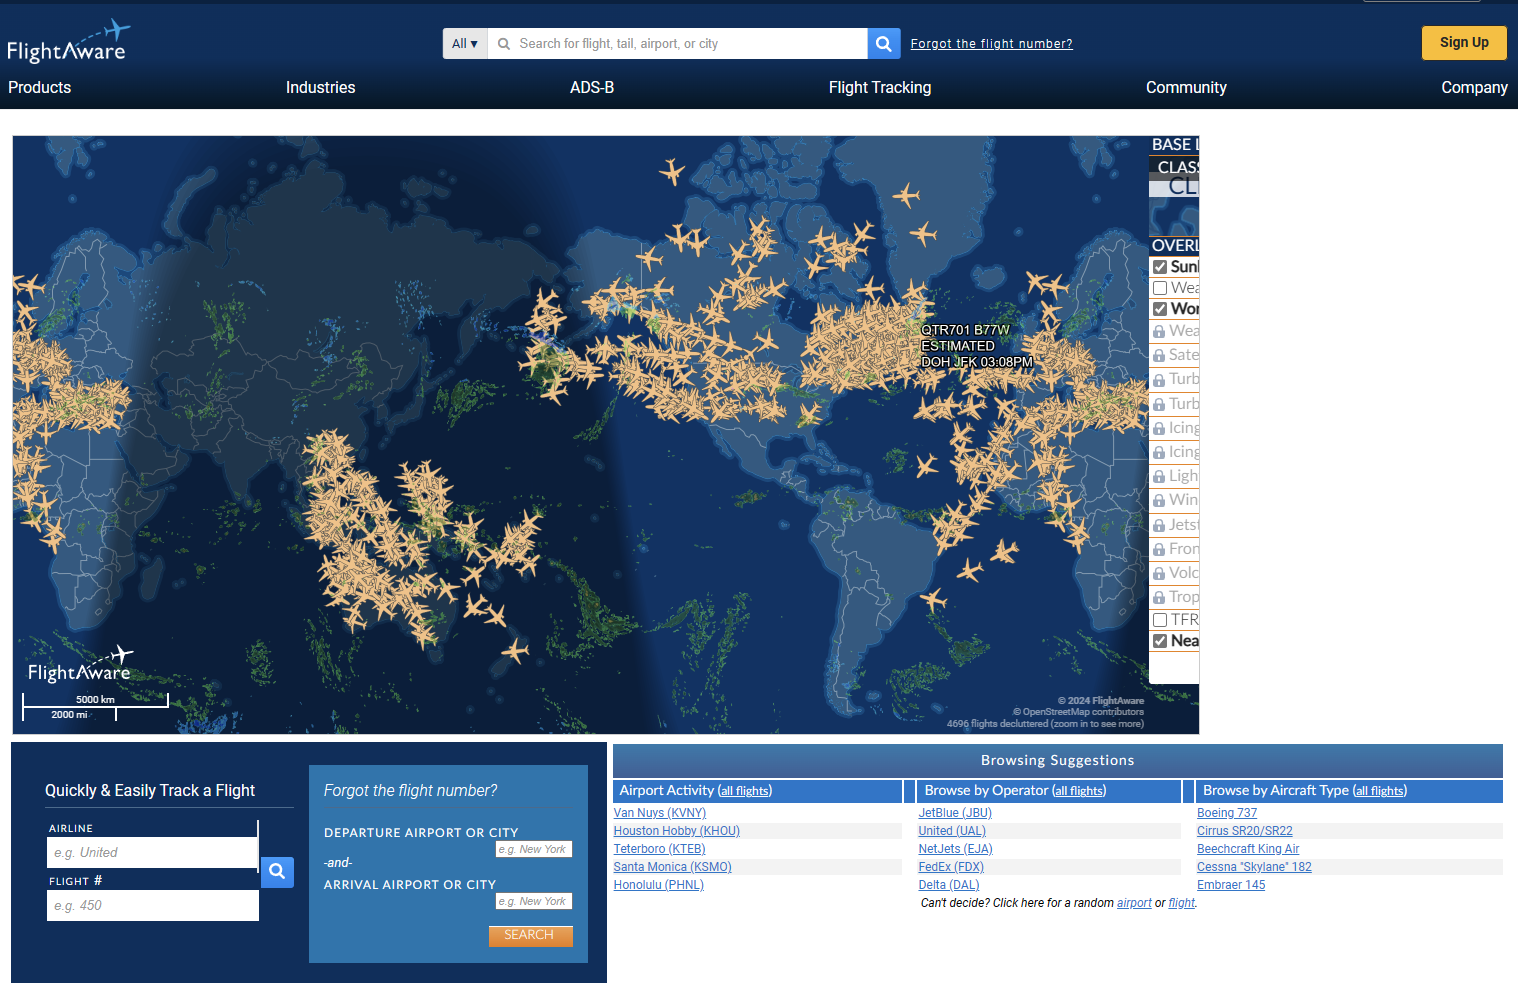 FlightAware
All ▾
Search for flight, tail, airport, or city
Forgot the flight number?
Sign Up
Products
Industries
ADS-B
Flight Tracking
Community
Company
BASE L
CLAS
CL
OVERL
Sunl
Wea
Wor
Wea
Sate
Turb
Turb
Icing
Icing
Ligh
Win
Jetst
Fron
Volc
Trop
TFR
Nea
QTR701 B77W
ESTIMATED
DOH JFK 03:08PM
FlightAware
5000 km
2000 mi
© 2024 FlightAware
© OpenStreetMap contributors
4696 flights decluttered (zoom in to see more)
Quickly & Easily Track a Flight
AIRLINE
e.g. United
FLIGHT #
e.g. 450
Forgot the flight number?
DEPARTURE AIRPORT OR CITY
e.g. New York
-and-
ARRIVAL AIRPORT OR CITY
e.g. New York
SEARCH
Browsing Suggestions
Airport Activity (all flights)
Van Nuys (KVNY)
Houston Hobby (KHOU)
Teterboro (KTEB)
Santa Monica (KSMO)
Honolulu (PHNL)
Browse by Operator (all flights)
JetBlue (JBU)
United (UAL)
NetJets (EJA)
FedEx (FDX)
Delta (DAL)
Browse by Aircraft Type (all flights)
Boeing 737
Cirrus SR20/SR22
Beechcraft King Air
Cessna "Skylane" 182
Embraer 145
Can't decide? Click here for a random airport or flight.